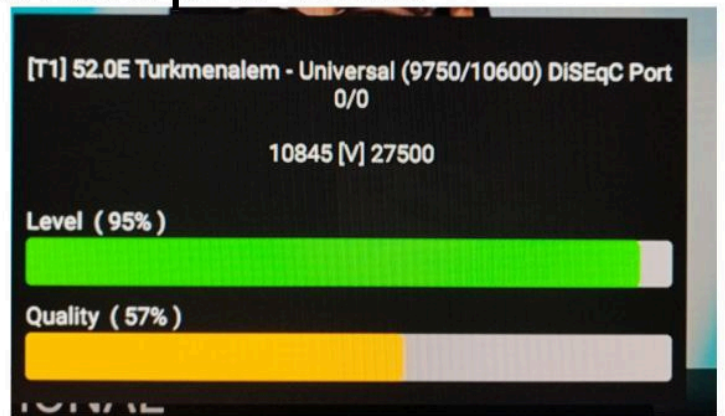 [T1] 52.0E Turkmenalem - Universal (9750/10600) DiSEqC Port
0/0
10845 [V] 27500
Level ( 95% )
Quality ( 57% )